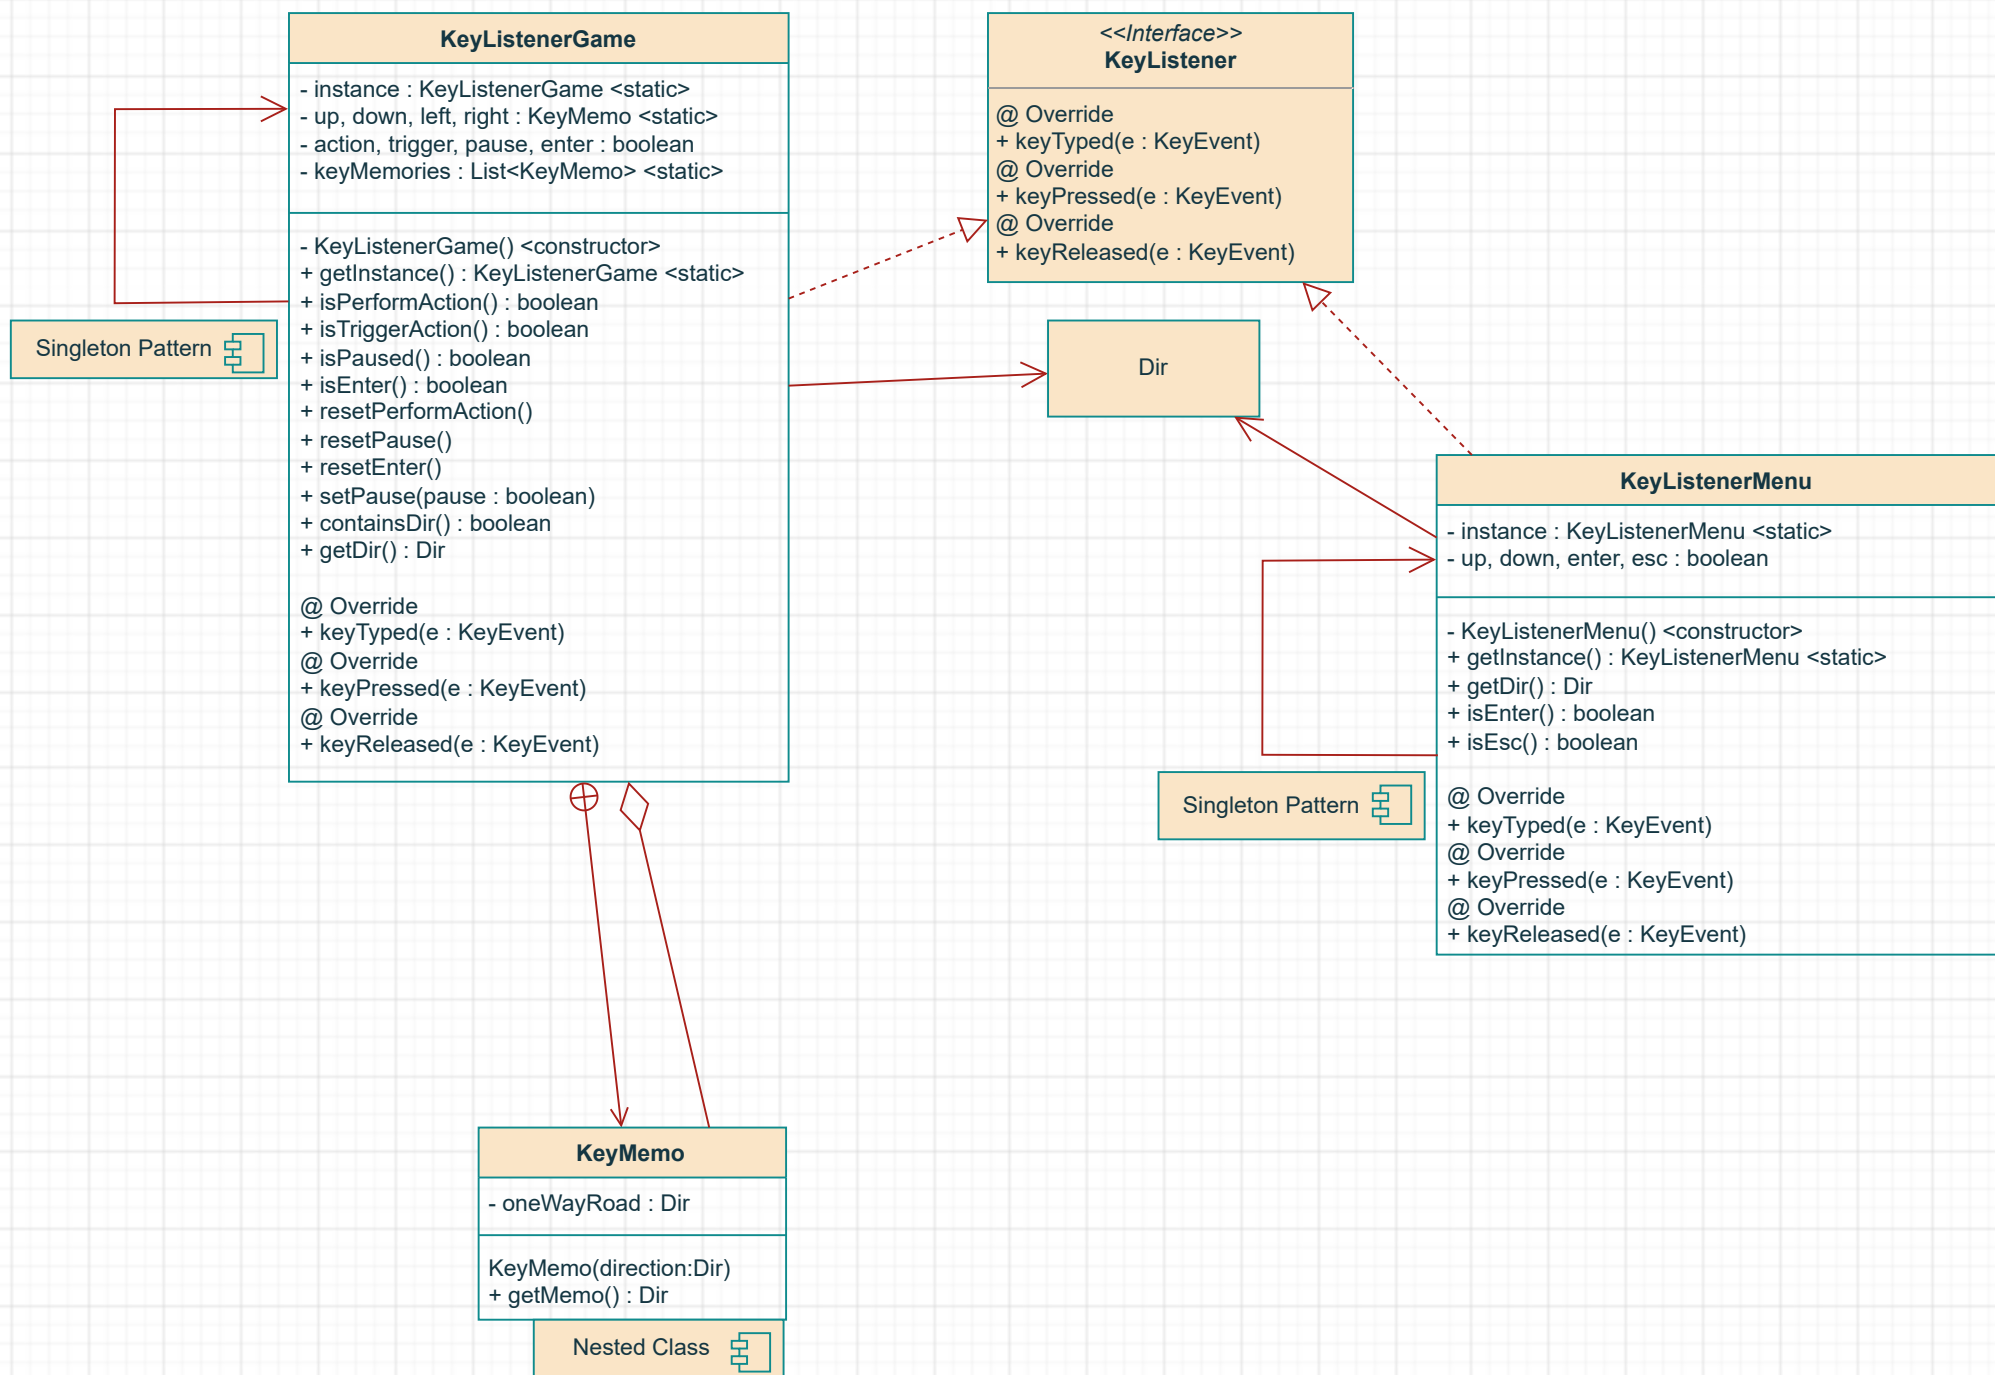 KeyListenerGame
- instance : KeyListenerGame <static>
- up, down, left, right : KeyMemo <static>
- action, trigger, pause, enter : boolean
- keyMemories : List<KeyMemo> <static>
- KeyListenerGame() <constructor>
+ getInstance() : KeyListenerGame <static>
+ isPerformAction() : boolean
+ isTriggerAction() : boolean
+ isPaused() : boolean
+ isEnter() : boolean
+ resetPerformAction()
+ resetPause()
+ resetEnter()
+ setPause(pause : boolean)
+ containsDir() : boolean
+ getDir() : Dir
@ Override
+ keyTyped(e : KeyEvent)
@ Override
+ keyPressed(e : KeyEvent)
@ Override
+ keyReleased(e : KeyEvent)
Singleton Pattern
<<Interface>>
KeyListener
@ Override
+ keyTyped(e : KeyEvent)
@ Override
+ keyPressed(e : KeyEvent)
@ Override
+ keyReleased(e : KeyEvent)
Dir
KeyListenerMenu
- instance : KeyListenerMenu <static>
- up, down, enter, esc : boolean
- KeyListenerMenu() <constructor>
+ getInstance() : KeyListenerMenu <static>
+ getDir() : Dir
+ isEnter() : boolean
+ isEsc() : boolean
@ Override
+ keyTyped(e : KeyEvent)
@ Override
+ keyPressed(e : KeyEvent)
@ Override
+ keyReleased(e : KeyEvent)
Singleton Pattern
KeyMemo
- oneWayRoad : Dir
KeyMemo(direction:Dir)
+ getMemo() : Dir
Nested Class